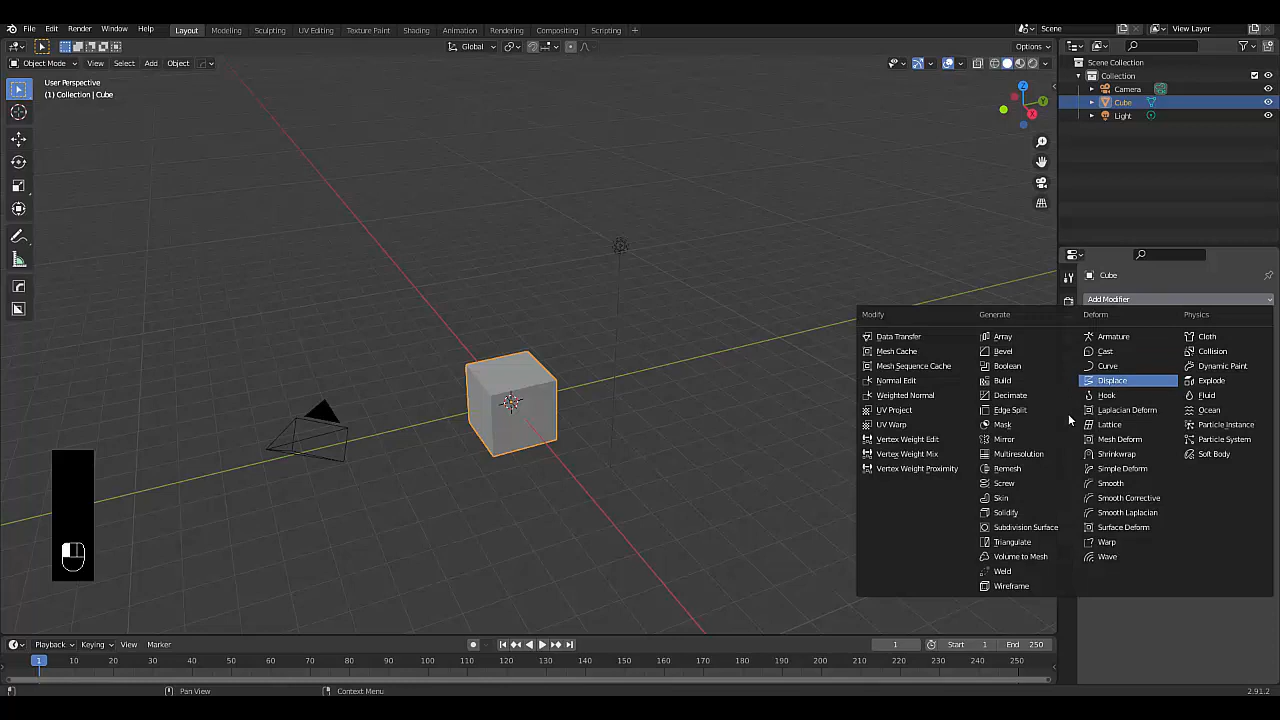 File Edit Render Window Help Layout Modeling Sculpting UV Editing Texture Paint Shading Animation Rendering Compositing Scripting + Scene View Layer
Global Options
Object Mode View Select Add Object
User Perspective
(1) Collection | Cube
Z
Y
X
Scene Collection
Collection
Camera
Cube
Light
Cube
Add Modifier
Modify Generate Deform Physics
Data Transfer Array Armature Cloth
Mesh Cache Bevel Cast Collision
Mesh Sequence Cache Boolean Curve Dynamic Paint
Normal Edit Build Displace Explode
Weighted Normal Decimate Hook Fluid
UV Project Edge Split Laplacian Deform Ocean
UV Warp Mask Lattice Particle Instance
Vertex Weight Edit Mirror Mesh Deform Particle System
Vertex Weight Mix Multiresolution Shrinkwrap Soft Body
Vertex Weight Proximity Remesh Simple Deform
Screw Smooth
Skin Smooth Corrective
Solidify Smooth Laplacian
Subdivision Surface Surface Deform
Triangulate Warp
Volume to Mesh Wave
Weld
Wireframe
Playback Keying View Marker 1 Start 1 End 250
1 10 20 30 40 50 60 70 80 90 100 110 120 130 140 150 160 170 180 190 200 210 220 230 240 250
Pan View Context Menu 2.91.2